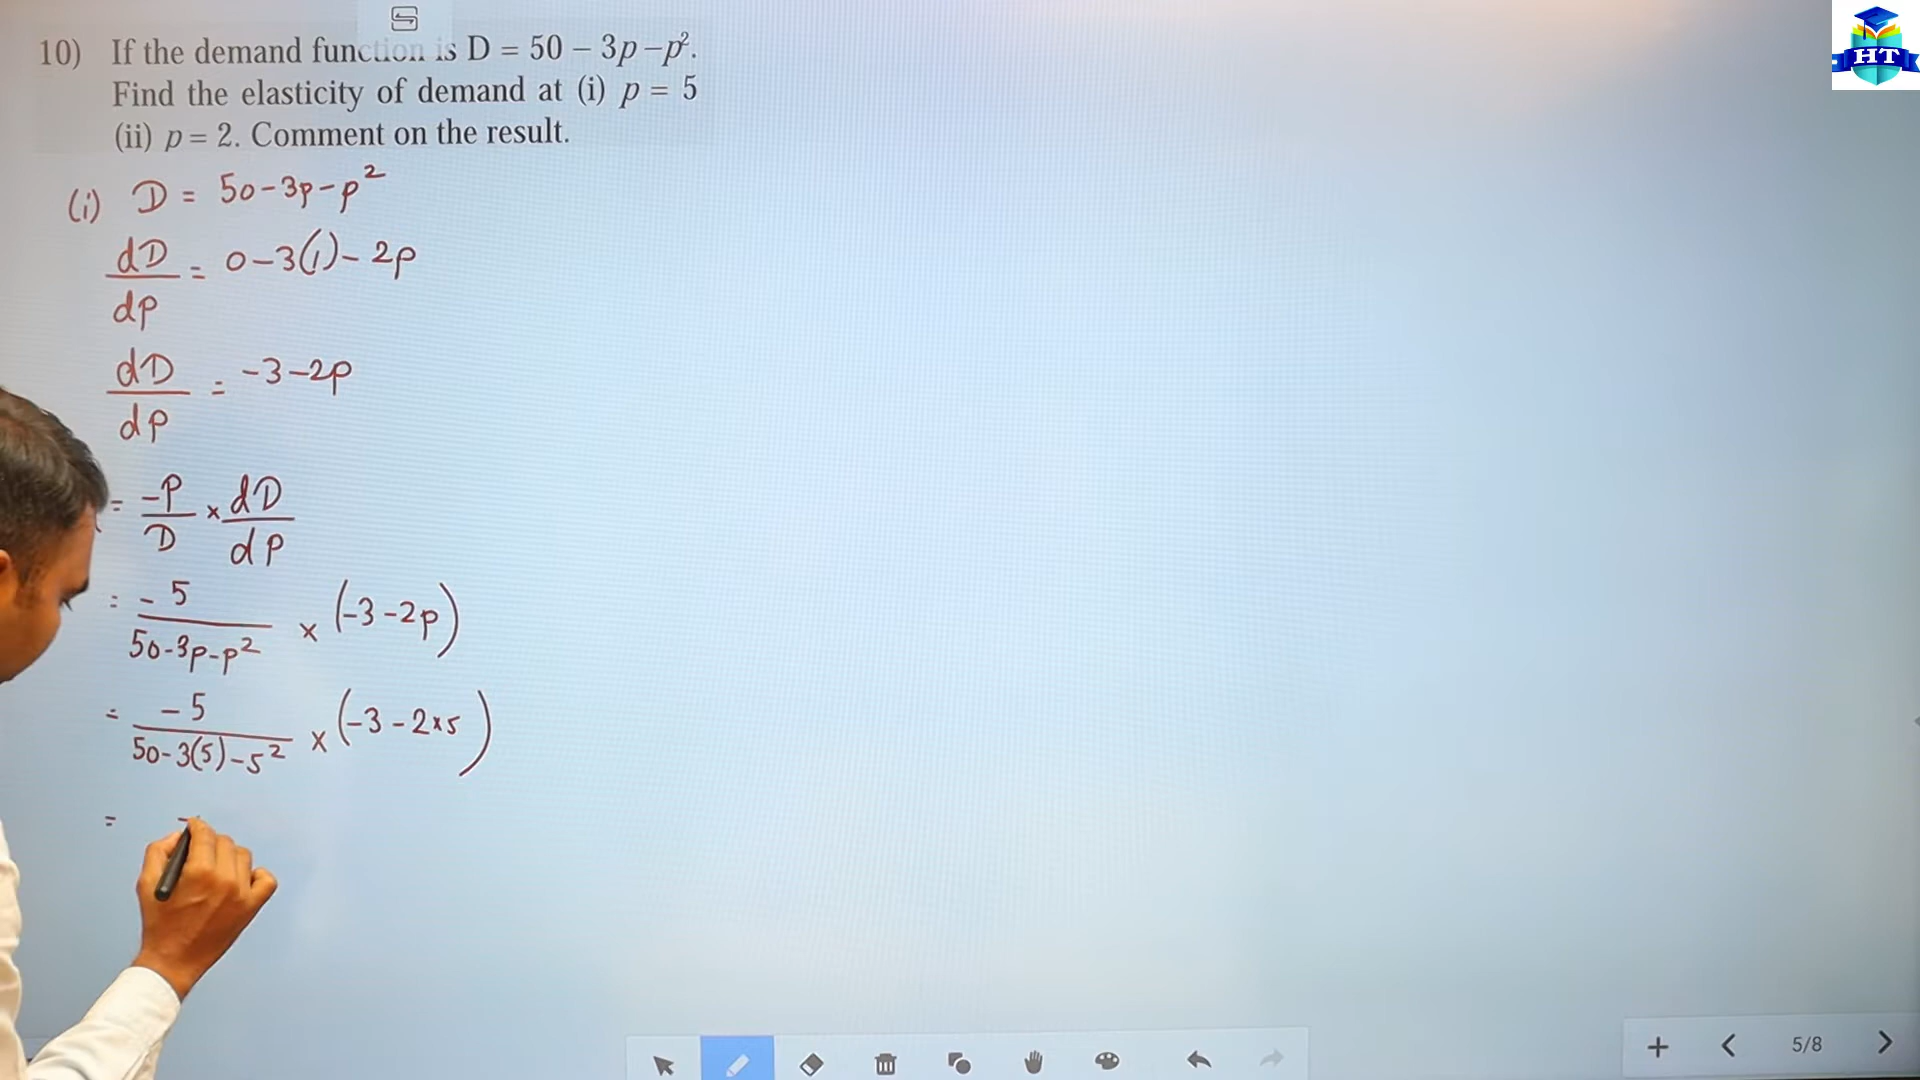 10) If the demand function is D = 50 – 3p – p².
Find the elasticity of demand at (i) p = 5
(ii) p = 2. Comment on the result.
(i) D = 50 - 3p - p²
dD/dp = 0 - 3(1) - 2p
dD/dp = -3 - 2p
= -P/D × dD/dP
= -5/(50-3p-p²) × (-3-2p)
= -5/(50-3(5)-5²) × (-3-2×5)
= -
HT
5/8